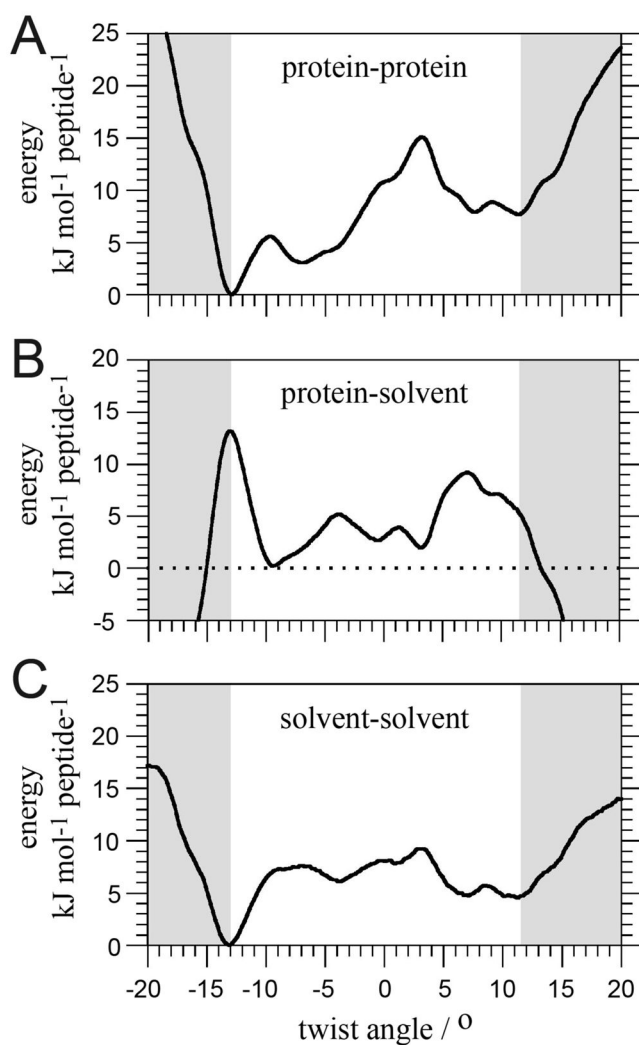 A
protein-protein
energy
kJ mol-1 peptide-1
25
20
15
10
5
0
B
protein-solvent
energy
kJ mol-1 peptide-1
20
15
10
5
0
-5
C
solvent-solvent
energy
kJ mol-1 peptide-1
25
20
15
10
5
0
-20 -15 -10 -5 0 5 10 15 20
twist angle / o